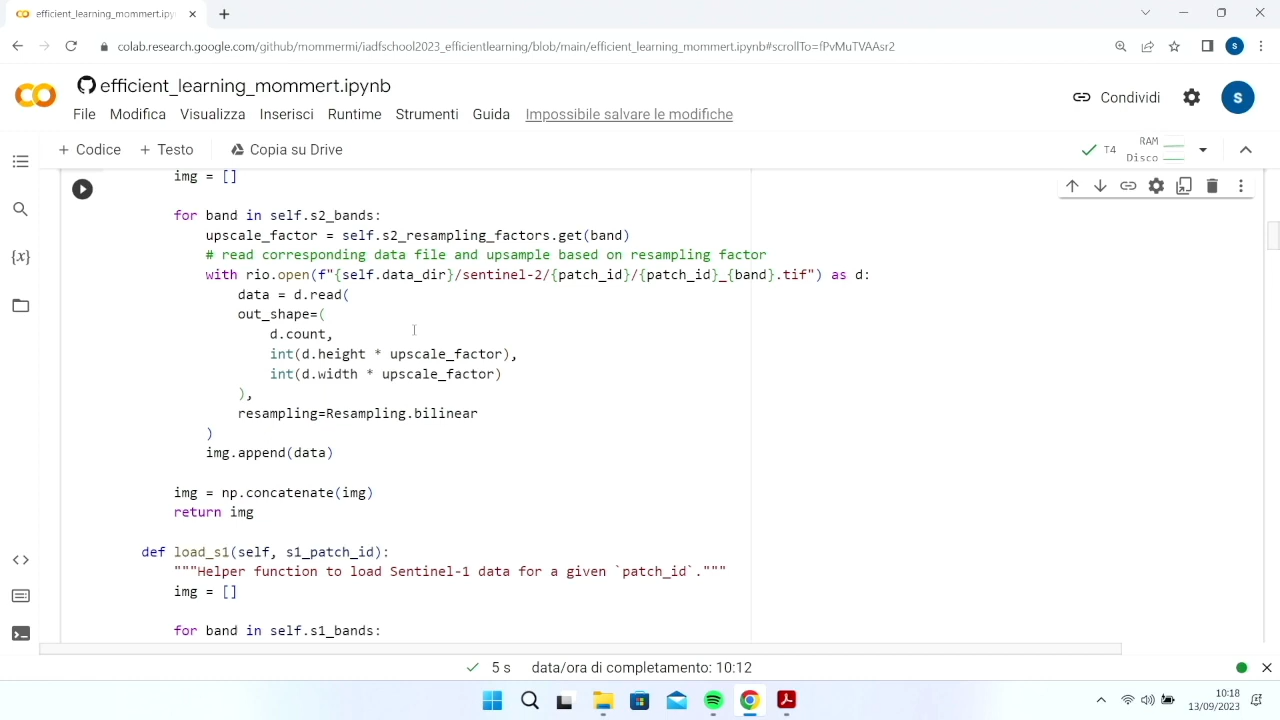 efficient_learning_mommert.ipy
colab.research.google.com/github/mommermi/iadfschool2023_efficientlearning/blob/main/efficient_learning_mommert.ipynb#scrollTo=fPvMuTVAAsr2
S
efficient_learning_mommert.ipynb
File Modifica Visualizza Inserisci Runtime Strumenti Guida Impossibile salvare le modifiche
Condividi
S
+ Codice + Testo Copia su Drive
T4 RAM
Disco
img = []
for band in self.s2_bands:
upscale_factor = self.s2_resampling_factors.get(band)
# read corresponding data file and upsample based on resampling factor
with rio.open(f"{self.data_dir}/sentinel-2/{patch_id}/{patch_id}_{band}.tif") as d:
data = d.read(
out_shape=(
d.count,
int(d.height * upscale_factor),
int(d.width * upscale_factor)
),
resampling=Resampling.bilinear
)
img.append(data)
img = np.concatenate(img)
return img
def load_s1(self, s1_patch_id):
"""Helper function to load Sentinel-1 data for a given `patch_id`."""
img = []
for band in self.s1_bands:
{x}
5 s data/ora di completamento: 10:12
10:18
13/09/2023